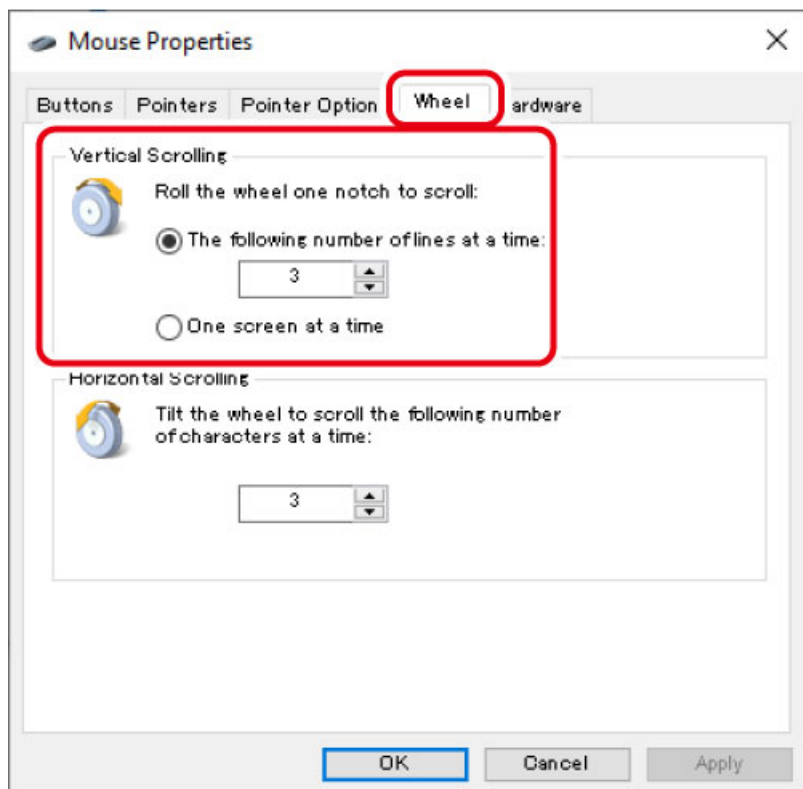 Mouse Properties
Buttons Pointers Pointer Option Wheel ardware
Vertical Scrolling
Roll the wheel one notch to scroll:
The following number of lines at a time:
3
One screen at a time
Horizontal Scrolling
Tilt the wheel to scroll the following number
of characters at a time:
3
OK Cancel Apply